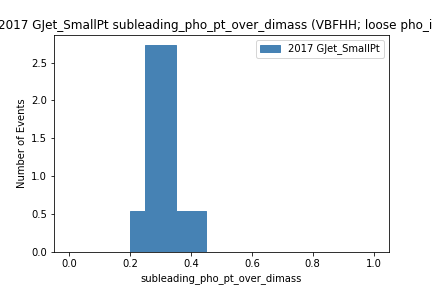 2017 GJet_SmallPt subleading_pho_pt_over_dimass (VBFHH; loose pho_i
2017 GJet_SmallPt
Number of Events
2.5
2.0
1.5
1.0
0.5
0.0
0.0 0.2 0.4 0.6 0.8 1.0
subleading_pho_pt_over_dimass